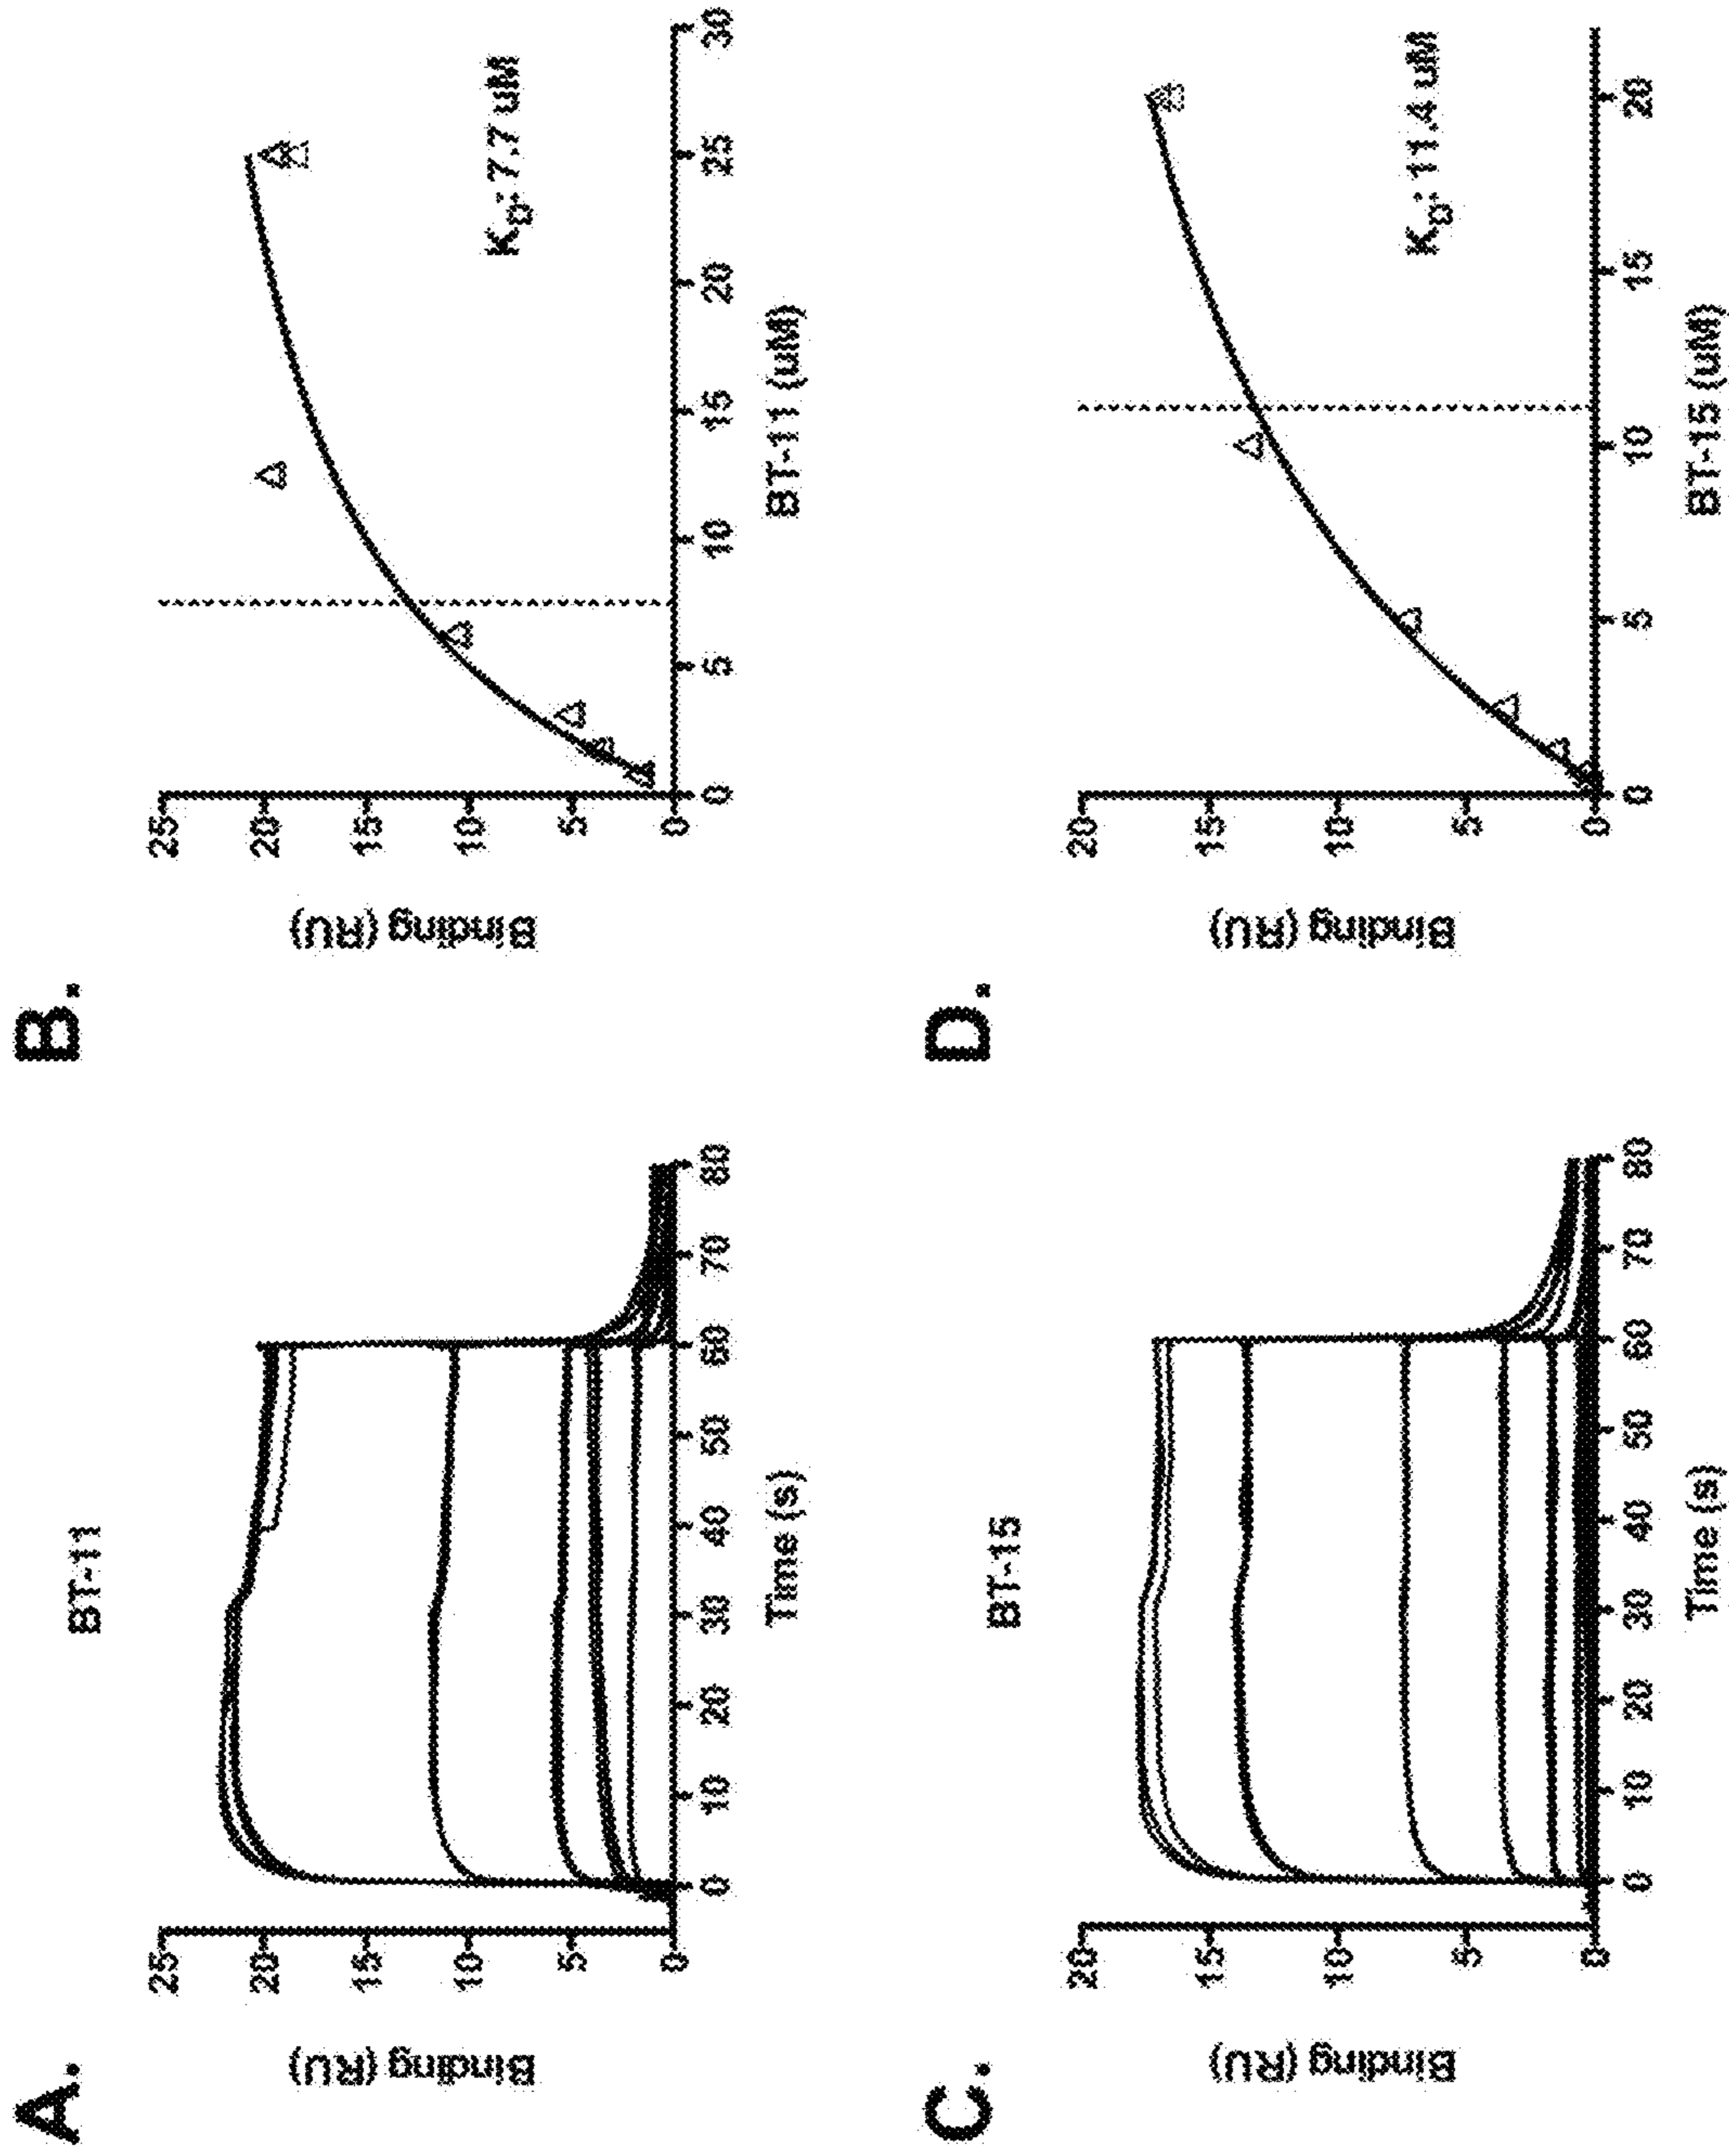 A.
BT-11
Binding (RU)
25
20
15
10
5
0
0 10 20 30 40 50 60 70 80
Time (s)
B.
Binding (RU)
25
20
15
10
5
0
K_D: 7.7 uM
0 5 10 15 20 25 30
BT-11 (uM)
C.
BT-15
Binding (RU)
20
15
10
5
0
0 10 20 30 40 50 60 70 80
Time (s)
D.
Binding (RU)
20
15
10
5
0
K_D: 11.4 uM
0 5 10 15 20
BT-15 (uM)